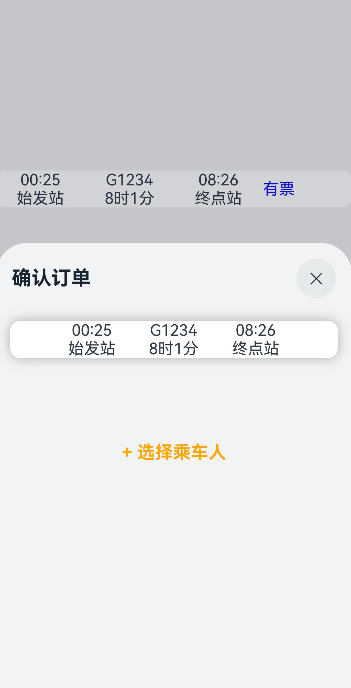 00:25 G1234 08:26
始发站 8时1分 终点站 有票
确认订单
00:25 G1234 08:26
始发站 8时1分 终点站
+ 选择乘车人